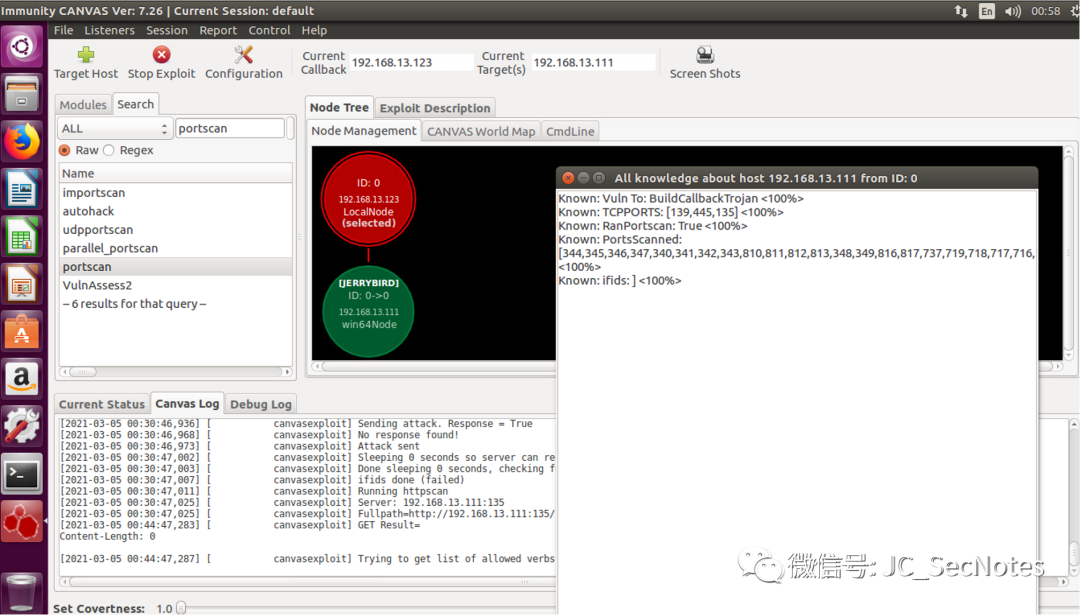 Immunity CANVAS Ver: 7.26 | Current Session: default
En
00:58
File Listeners Session Report Control Help
Target Host Stop Exploit Configuration
Current Callback 192.168.13.123
Current Target(s) 192.168.13.111
Screen Shots
Modules Search
ALL portscan
Raw Regex
Name
importscan
autohack
udpportscan
parallel_portscan
portscan
VulnAssess2
-- 6 results for that query --
Node Tree Exploit Description
Node Management CANVAS World Map CmdLine
ID: 0
192.168.13.123
LocalNode
(selected)
[JERRYBIRD]
ID: 0->0
192.168.13.111
win64Node
All knowledge about host 192.168.13.111 from ID: 0
Known: Vuln To: BuildCallbackTrojan <100%>
Known: TCPPORTS: [139,445,135] <100%>
Known: RanPortscan: True <100%>
Known: PortsScanned:
[344,345,346,347,340,341,342,343,810,811,812,813,348,349,816,817,737,719,718,717,716,
<100%>
Known: ifids: ] <100%>
Current Status Canvas Log Debug Log
[2021-03-05 00:30:46,936] [ canvasexploit] Sending attack. Response = True
[2021-03-05 00:30:46,968] [ canvasexploit] No response found!
[2021-03-05 00:30:46,973] [ canvasexploit] Attack sent
[2021-03-05 00:30:47,002] [ canvasexploit] Sleeping 0 seconds so server can re
[2021-03-05 00:30:47,003] [ canvasexploit] Done sleeping 0 seconds, checking f
[2021-03-05 00:30:47,007] [ canvasexploit] ifids done (failed)
[2021-03-05 00:30:47,011] [ canvasexploit] Running httpscan
[2021-03-05 00:30:47,025] [ canvasexploit] Server: 192.168.13.111:135
[2021-03-05 00:30:47,025] [ canvasexploit] Fullpath=http://192.168.13.111:135/
[2021-03-05 00:44:47,283] [ canvasexploit] GET Result=
Content-Length: 0
[2021-03-05 00:44:47,287] [ canvasexploit] Trying to get list of allowed verbs
Set Covertness: 1.0
微信号: JC_SecNotes